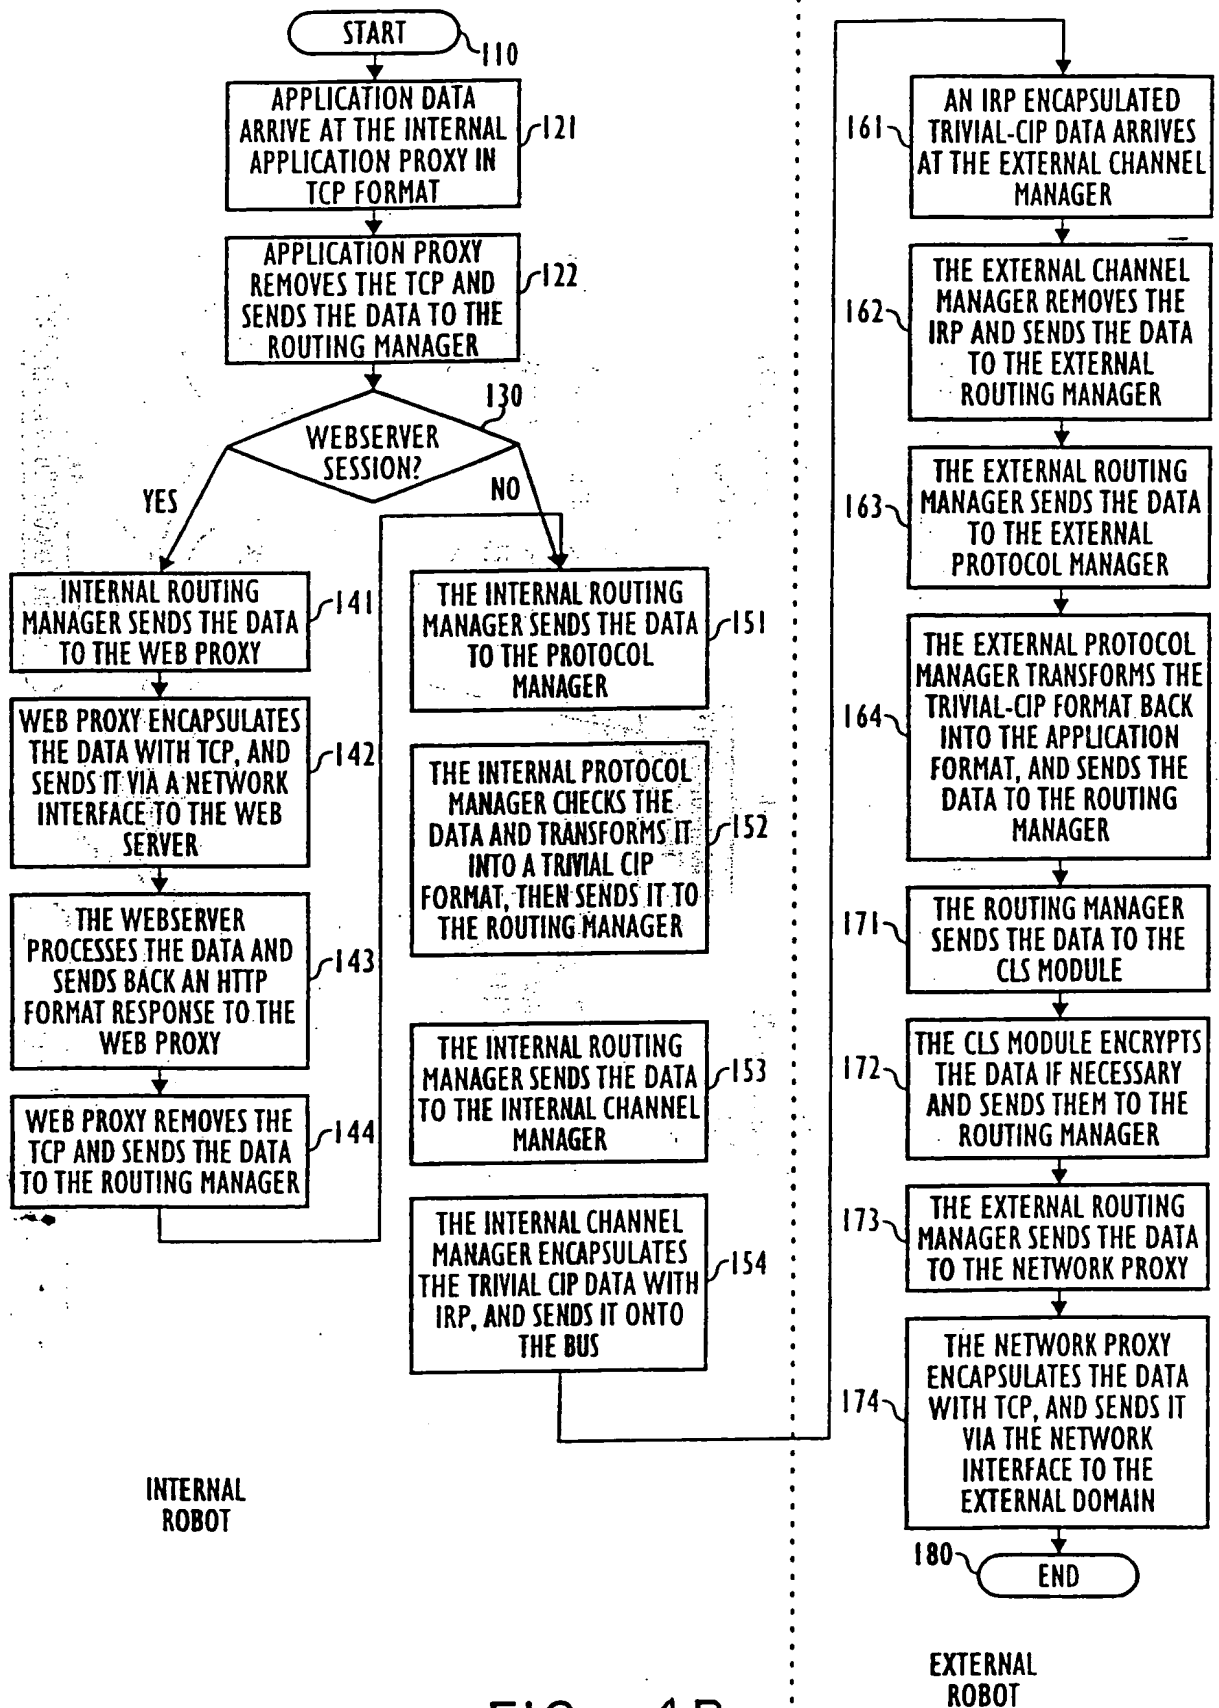 START
110
APPLICATION DATA
ARRIVE AT THE INTERNAL
APPLICATION PROXY IN
TCP FORMAT
121
APPLICATION PROXY
REMOVES THE TCP AND
SENDS THE DATA TO THE
ROUTING MANAGER
122
130
WEBSERVER
SESSION?
YES
NO
INTERNAL ROUTING
MANAGER SENDS THE DATA
TO THE WEB PROXY
141
WEB PROXY ENCAPSULATES
THE DATA WITH TCP, AND
SENDS IT VIA A NETWORK
INTERFACE TO THE WEB
SERVER
142
THE WEBSERVER
PROCESSES THE DATA AND
SENDS BACK AN HTTP
FORMAT RESPONSE TO THE
WEB PROXY
143
WEB PROXY REMOVES THE
TCP AND SENDS THE DATA
TO THE ROUTING MANAGER
144
THE INTERNAL ROUTING
MANAGER SENDS THE DATA
TO THE PROTOCOL
MANAGER
151
THE INTERNAL PROTOCOL
MANAGER CHECKS THE
DATA AND TRANSFORMS IT
INTO A TRIVIAL CIP
FORMAT, THEN SENDS IT TO
THE ROUTING MANAGER
152
THE INTERNAL ROUTING
MANAGER SENDS THE DATA
TO THE INTERNAL CHANNEL
MANAGER
153
THE INTERNAL CHANNEL
MANAGER ENCAPSULATES
THE TRIVIAL CIP DATA WITH
IRP, AND SENDS IT ONTO
THE BUS
154
INTERNAL
ROBOT
161
AN IRP ENCAPSULATED
TRIVIAL-CIP DATA ARRIVES
AT THE EXTERNAL CHANNEL
MANAGER
162
THE EXTERNAL CHANNEL
MANAGER REMOVES THE
IRP AND SENDS THE DATA
TO THE EXTERNAL
ROUTING MANAGER
163
THE EXTERNAL ROUTING
MANAGER SENDS THE DATA
TO THE EXTERNAL
PROTOCOL MANAGER
164
THE EXTERNAL PROTOCOL
MANAGER TRANSFORMS THE
TRIVIAL-CIP FORMAT BACK
INTO THE APPLICATION
FORMAT, AND SENDS THE
DATA TO THE ROUTING
MANAGER
171
THE ROUTING MANAGER
SENDS THE DATA TO THE
CLS MODULE
172
THE CLS MODULE ENCRYPTS
THE DATA IF NECESSARY
AND SENDS THEM TO THE
ROUTING MANAGER
173
THE EXTERNAL ROUTING
MANAGER SENDS THE DATA
TO THE NETWORK PROXY
174
THE NETWORK PROXY
ENCAPSULATES THE DATA
WITH TCP, AND SENDS IT
VIA THE NETWORK
INTERFACE TO THE
EXTERNAL DOMAIN
180
END
EXTERNAL
ROBOT